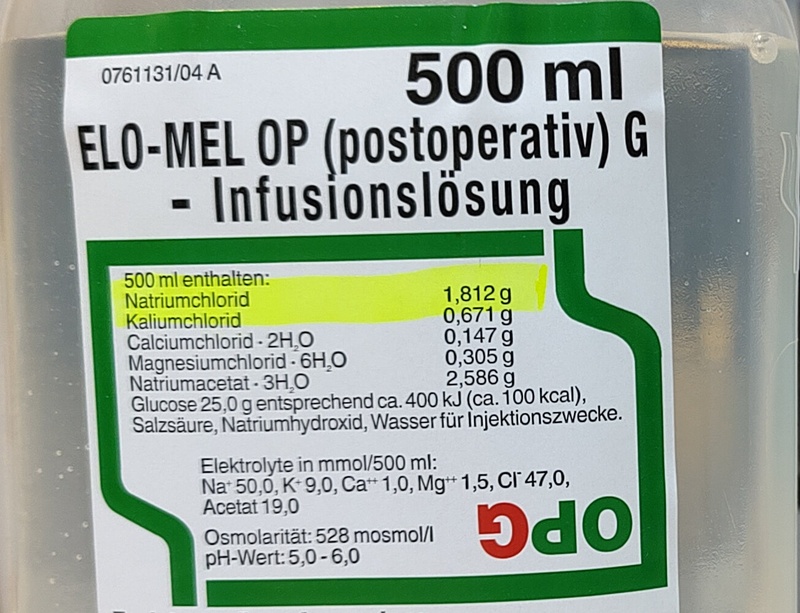 0761131/04 A
500 ml
ELO-MEL OP (postoperativ) G
- Infusionslösung
500 ml enthalten:
Natriumchlorid 1,812 g
Kaliumchlorid 0,671 g
Calciumchlorid · 2H₂O 0,147 g
Magnesiumchlorid · 6H₂O 0,305 g
Natriumacetat · 3H₂O 2,586 g
Glucose 25,0 g entsprechend ca. 400 kJ (ca. 100 kcal),
Salzsäure, Natriumhydroxid, Wasser für Injektionszwecke.
Elektrolyte in mmol/500 ml:
Na⁺ 50,0, K⁺ 9,0, Ca⁺⁺ 1,0, Mg⁺⁺ 1,5, Cl⁻ 47,0,
Acetat 19,0
Osmolarität: 528 mosmol/l
pH-Wert: 5,0 - 6,0
OPG